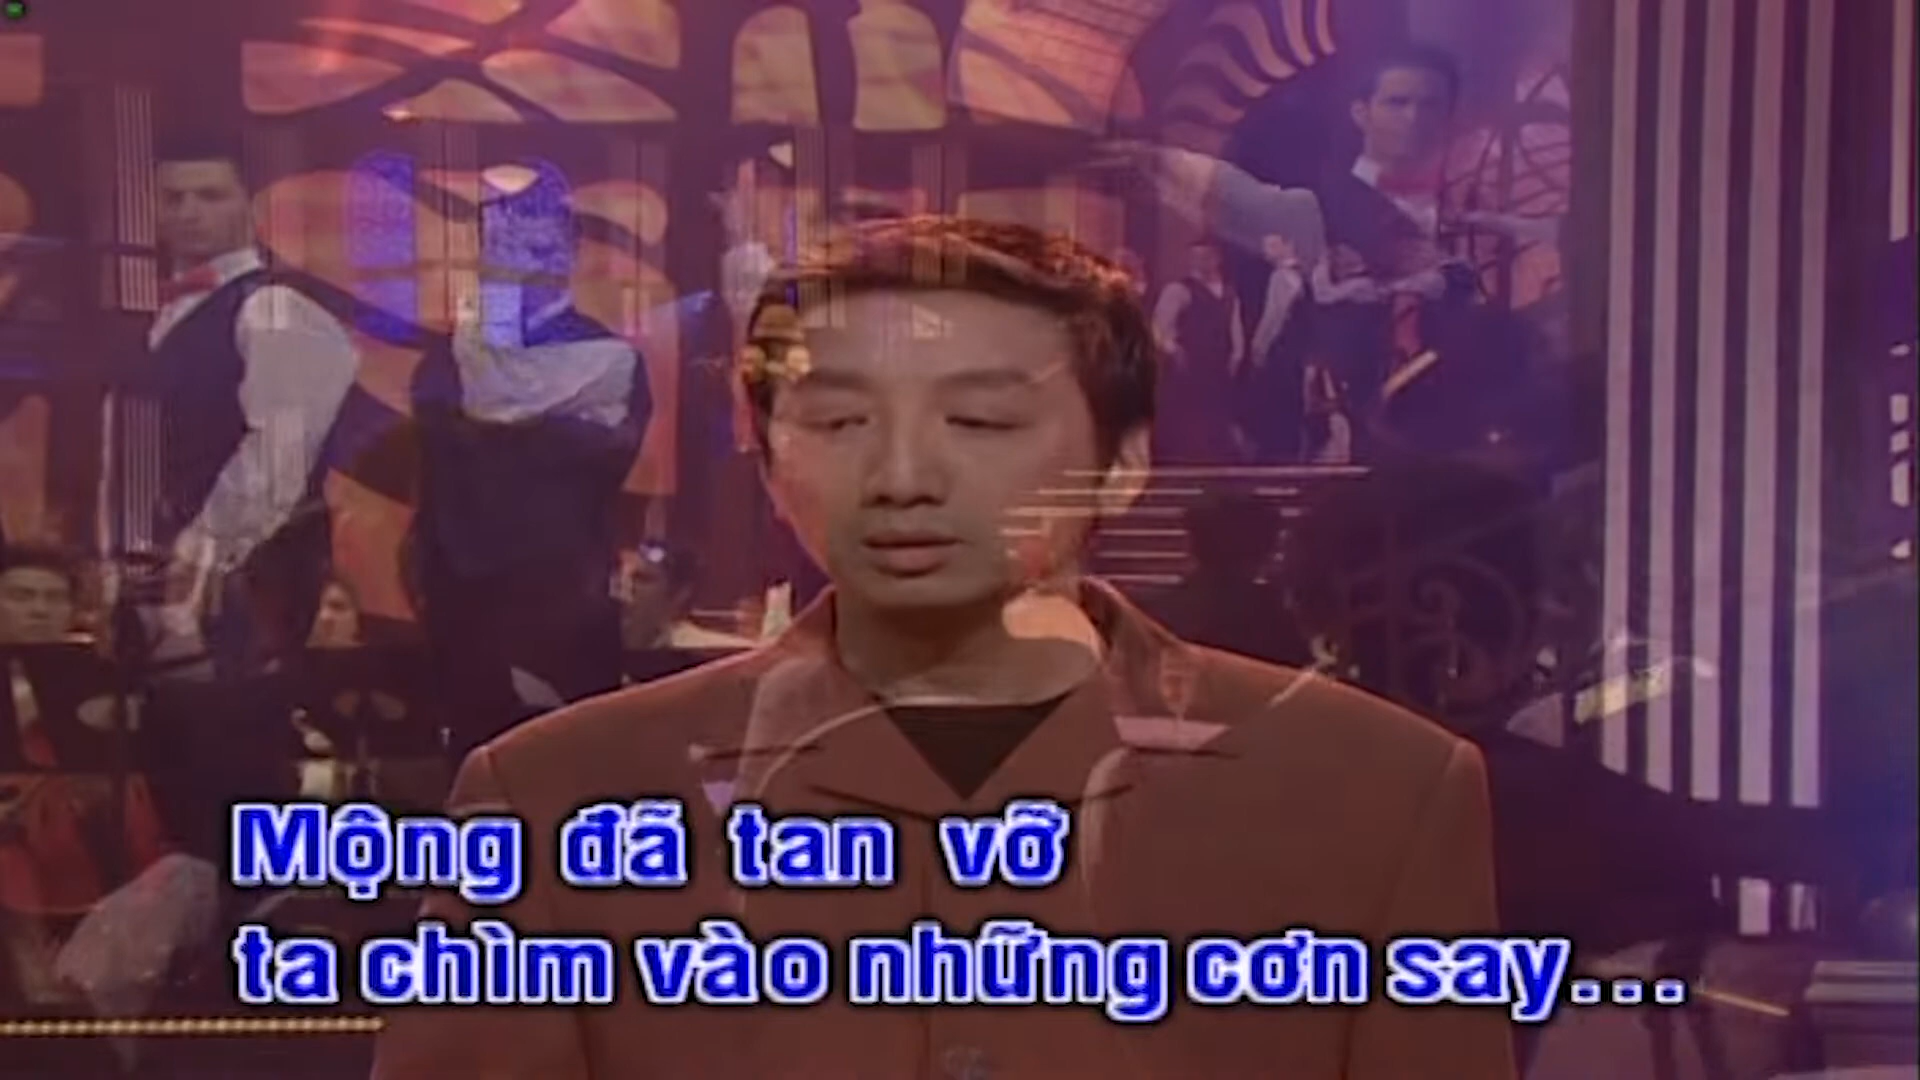 Mộng đã tan vỡ
ta chìm vào những cơn say...